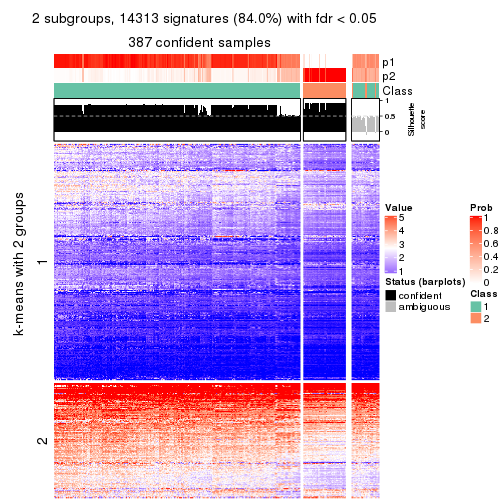 2 subgroups, 14313 signatures (84.0%) with fdr < 0.05
387 confident samples
p1
p2
Class
1
0.5
0
Silhouette
score
k-means with 2 groups
1
2
Value
5
4
3
2
1
Status (barplots)
confident
ambiguous
Prob
1
0.8
0.6
0.4
0.2
0
Class
1
2